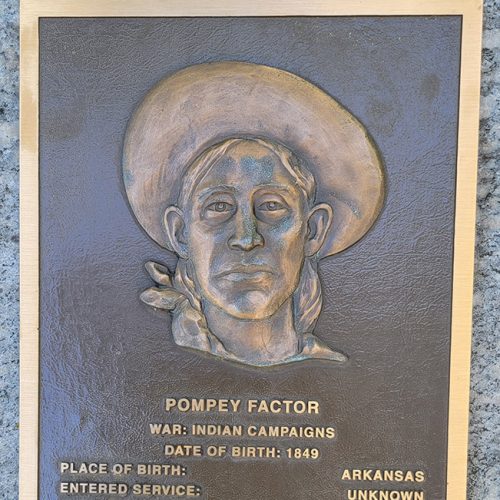 POMPEY FACTOR
WAR: INDIAN CAMPAIGNS
DATE OF BIRTH: 1849
PLACE OF BIRTH: ARKANSAS
ENTERED SERVICE: UNKNOWN